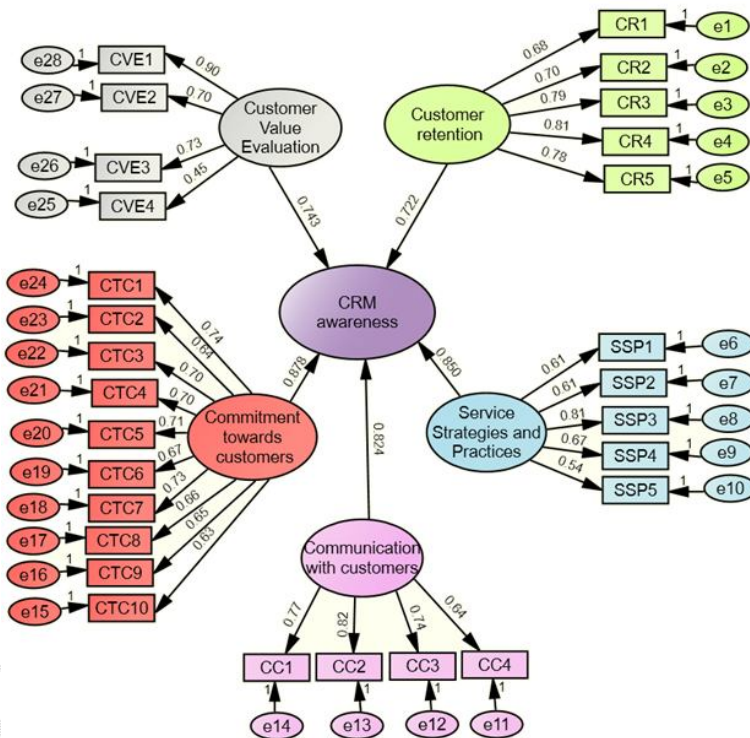 e28 1 CVE1 0.90
e27 1 CVE2 0.70
e26 1 CVE3 0.73
e25 1 CVE4 0.45
Customer
Value
Evaluation
0.743
Customer
retention
0.722
0.68 CR1 1 e1
0.70 CR2 1 e2
0.79 CR3 1 e3
0.81 CR4 1 e4
0.78 CR5 1 e5
CRM
awareness
e24 1 CTC1 0.74
e23 1 CTC2 0.64
e22 1 CTC3 0.70
e21 1 CTC4 0.70
e20 1 CTC5 0.71
e19 1 CTC6 0.67
e18 1 CTC7 0.73
e17 1 CTC8 0.66
e16 1 CTC9 0.65
e15 1 CTC10 0.63
Commitment
towards
customers
0.878
0.850
Service
Strategies and
Practices
0.61 SSP1 1 e6
0.61 SSP2 1 e7
0.81 SSP3 1 e8
0.67 SSP4 1 e9
0.54 SSP5 1 e10
0.824
Communication
with customers
0.77 0.82 0.74 0.64
CC1 CC2 CC3 CC4
1 1 1 1
e14 e13 e12 e11